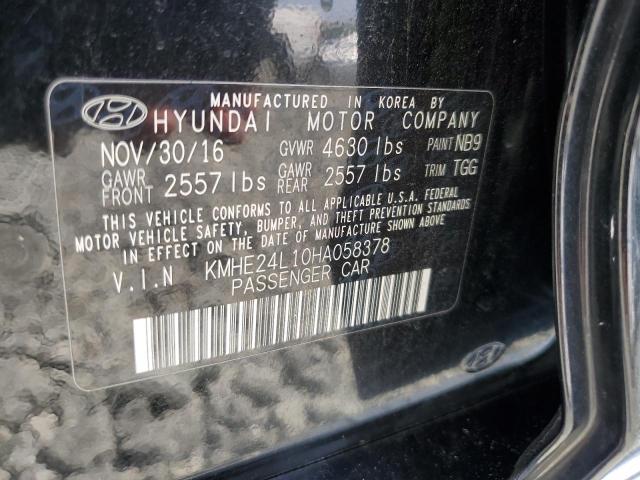 MANUFACTURED IN KOREA BY
HYUNDAI MOTOR COMPANY
NOV/30/16 GVWR 4630 lbs PAINT NB9
GAWR FRONT 2557 lbs GAWR REAR 2557 lbs TRIM TGG
THIS VEHICLE CONFORMS TO ALL APPLICABLE U.S.A. FEDERAL
MOTOR VEHICLE SAFETY, BUMPER, AND THEFT PREVENTION STANDARDS
IN EFFECT ON THE DATE OF MANUFACTURE SHOWN ABOVE.
V.I.N KMHE24L10HA058378
PASSENGER CAR